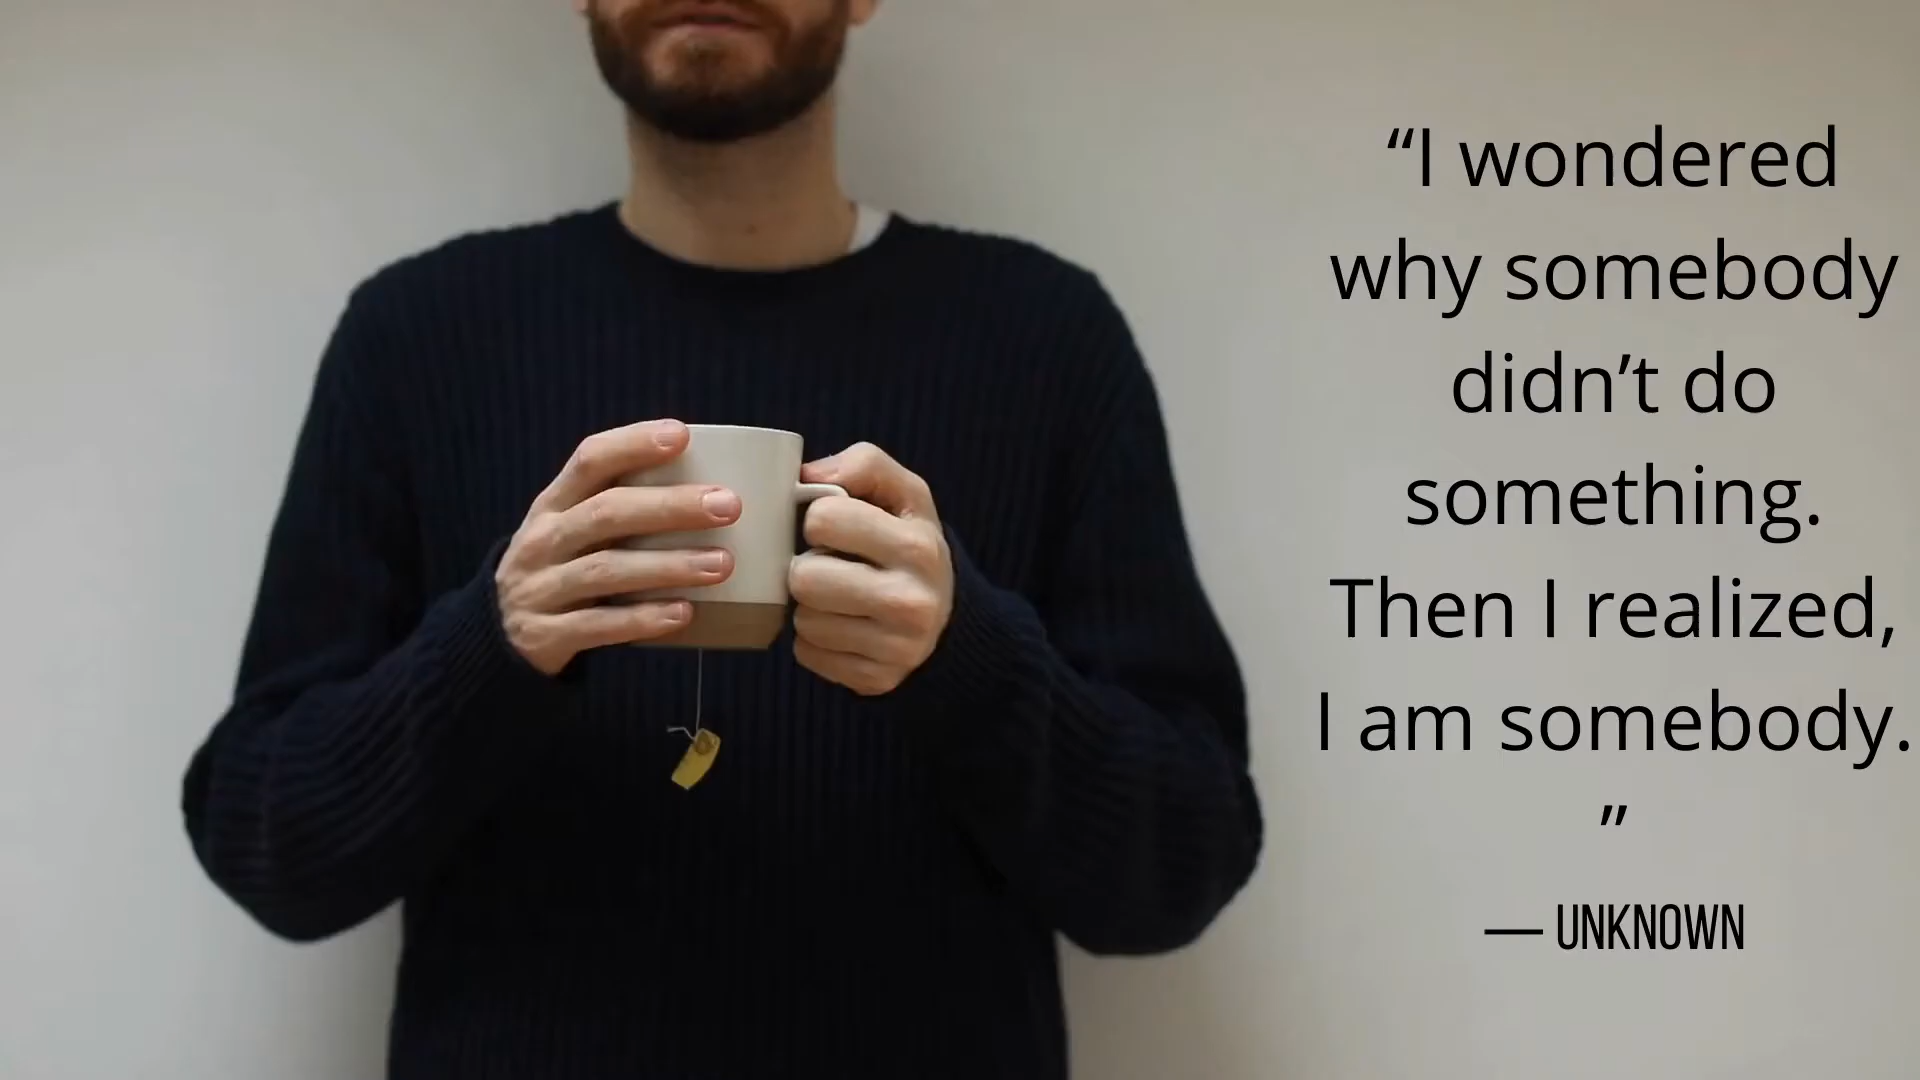 “I wondered
why somebody
didn’t do
something.
Then I realized,
I am somebody.
”
— UNKNOWN